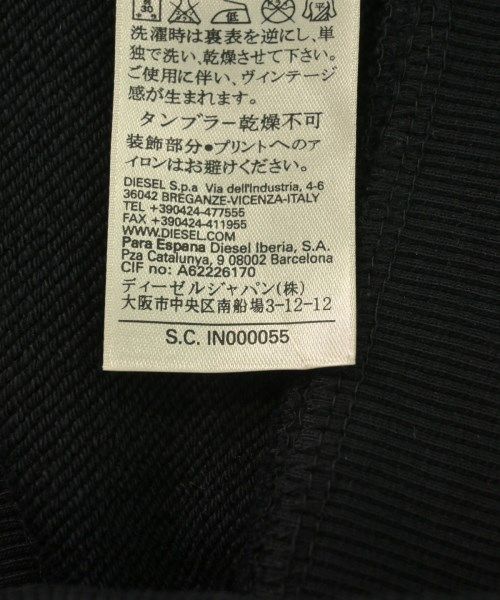 30 低
洗濯時は裏表を逆にし、単
独で洗い、乾燥させて下さい。
ご使用に伴い、ヴィンテージ
感が生まれます。
タンブラー乾燥不可
装飾部分●プリントへのア
イロンはお避けください。
DIESEL S.p.a Via dell'Industria, 4-6
36042 BREGANZE-VICENZA-ITALY
TEL +390424-477555
FAX +390424-411955
WWW.DIESEL.COM
Para Espana Diesel Iberia, S.A.
Pza Catalunya, 9 08002 Barcelona
CIF no: A62226170
ディーゼルジャパン(株)
大阪市中央区南船場3-12-12
S.C. IN000055